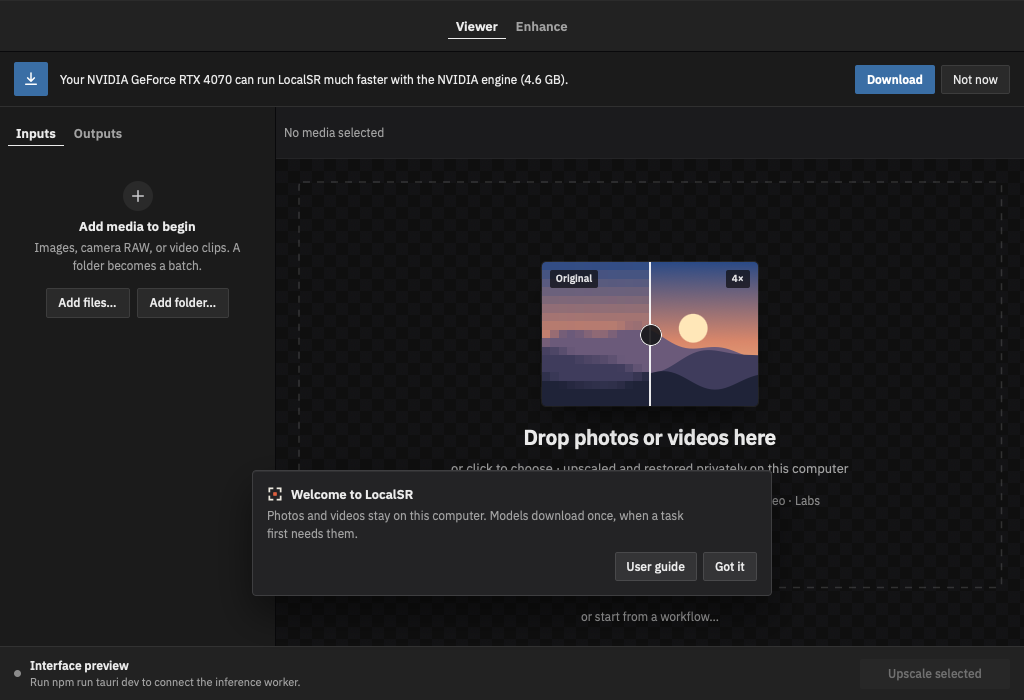 Viewer Enhance
Your NVIDIA GeForce RTX 4070 can run LocalSR much faster with the NVIDIA engine (4.6 GB).
Download Not now
Inputs Outputs
No media selected
Add media to begin
Images, camera RAW, or video clips. A
folder becomes a batch.
Add files... Add folder...
Original 4×
Drop photos or videos here
or click to choose · upscaled and restored privately on this computer
· Labs
Welcome to LocalSR
Photos and videos stay on this computer. Models download once, when a task
first needs them.
User guide Got it
or start from a workflow...
Interface preview
Run npm run tauri dev to connect the inference worker.
Upscale selected